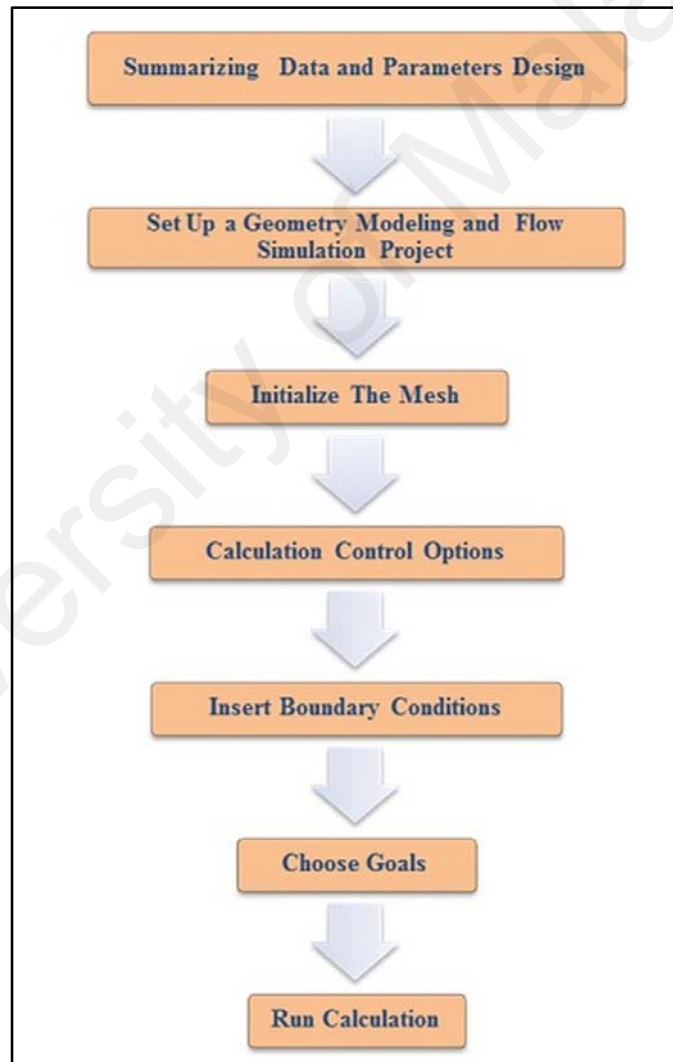 Summarizing Data and Parameters Design
Set Up a Geometry Modeling and Flow
Simulation Project
Initialize The Mesh
Calculation Control Options
Insert Boundary Conditions
Choose Goals
Run Calculation